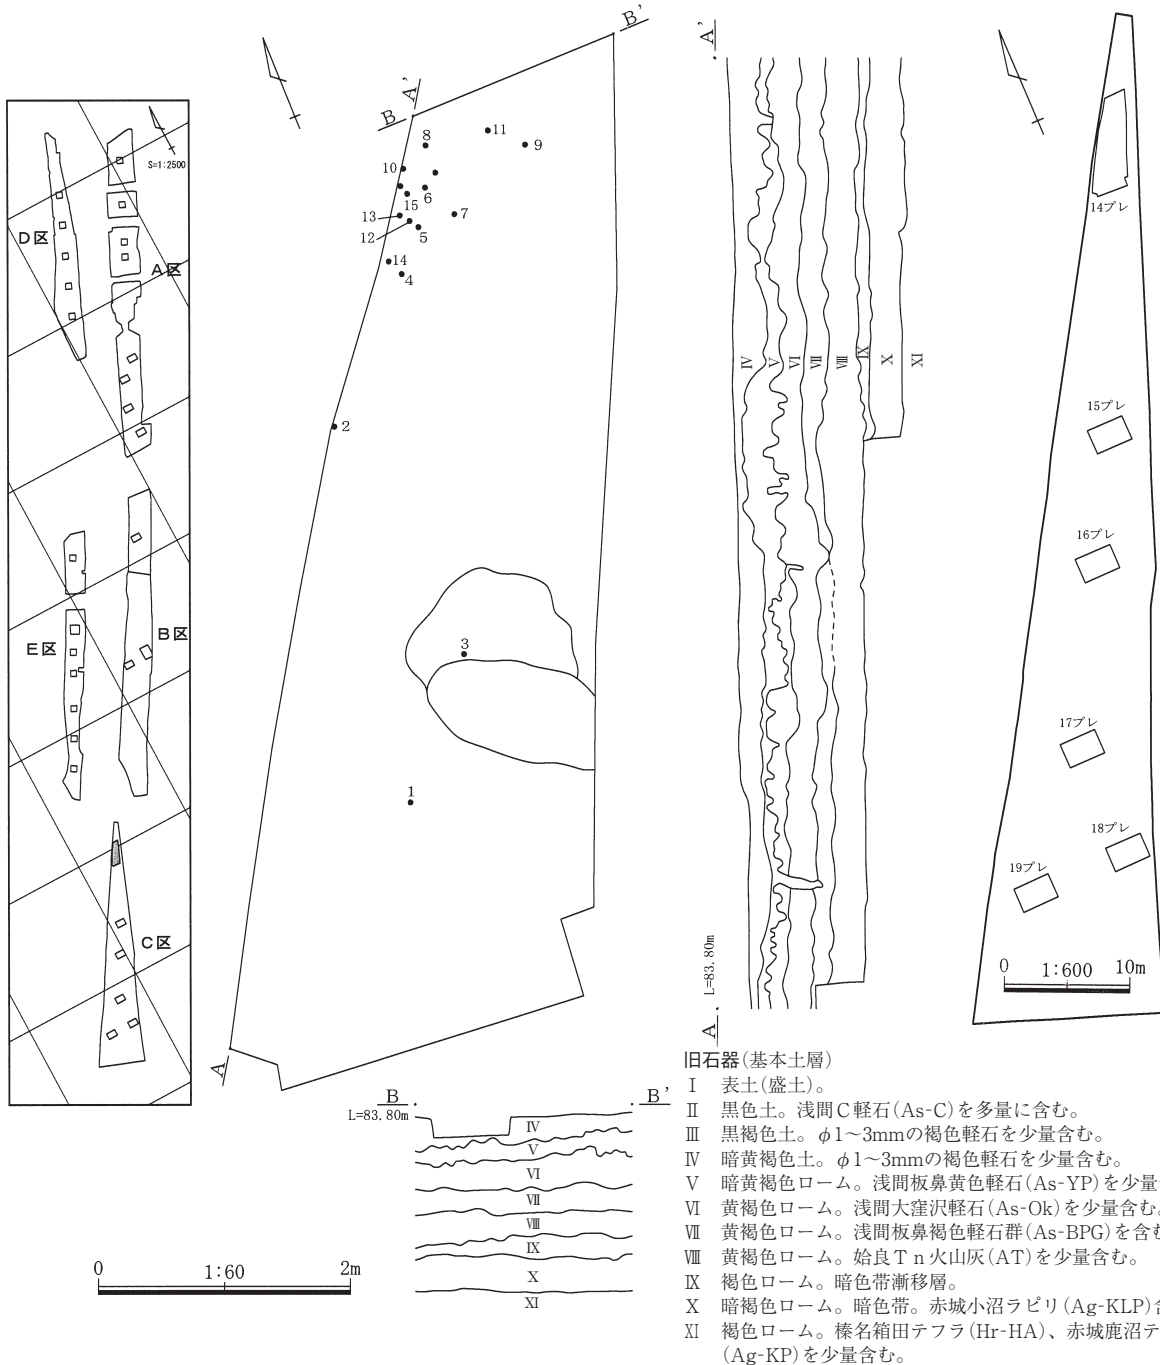 S=1:2500
D区
A区
E区
B区
C区
B
B'
A'
11
8
9
10
6
15
7
13
12
5
14
4
2
3
1
A
A'
Ⅳ
Ⅴ
Ⅵ
Ⅶ
Ⅷ
Ⅸ
Ⅹ
Ⅺ
L=83.80m
A
14プレ
15プレ
16プレ
17プレ
18プレ
19プレ
0 1:600 10m
B B'
L=83.80m
Ⅳ
Ⅴ
Ⅵ
Ⅶ
Ⅷ
Ⅸ
Ⅹ
Ⅺ
0 1:60 2m
旧石器(基本土層)
Ⅰ 表土(盛土)。
Ⅱ 黒色土。浅間C軽石(As-C)を多量に含む。
Ⅲ 黒褐色土。φ1~3mmの褐色軽石を少量含む。
Ⅳ 暗黄褐色土。φ1~3mmの褐色軽石を少量含む。
Ⅴ 暗黄褐色ローム。浅間板鼻黄色軽石(As-YP)を少量
Ⅵ 黄褐色ローム。浅間大窪沢軽石(As-Ok)を少量含む。
Ⅶ 黄褐色ローム。浅間板鼻褐色軽石群(As-BPG)を含む
Ⅷ 黄褐色ローム。姶良Tn火山灰(AT)を少量含む。
Ⅸ 褐色ローム。暗色帯漸移層。
Ⅹ 暗褐色ローム。暗色帯。赤城小沼ラピリ(Ag-KLP)含
Ⅺ 褐色ローム。榛名箱田テフラ(Hr-HA)、赤城鹿沼テ
(Ag-KP)を少量含む。